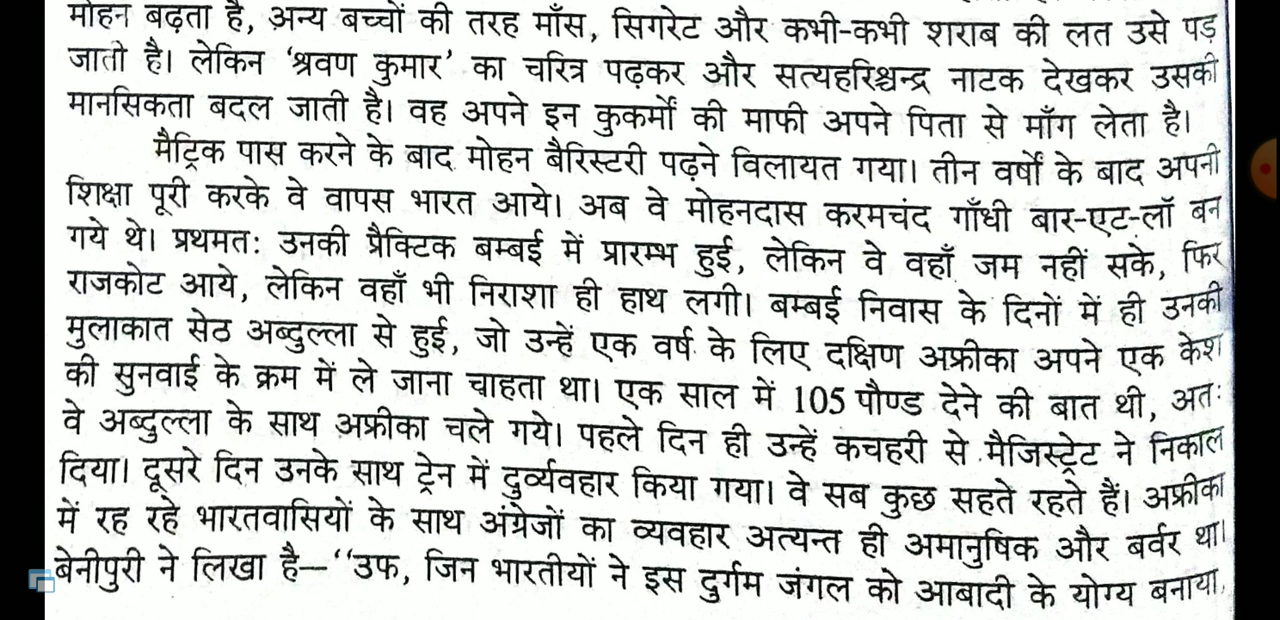 मोहन बढ़ता है, अन्य बच्चों की तरह माँस, सिगरेट और कभी-कभी शराब की लत उसे पड़
जाती है। लेकिन ‘श्रवण कुमार’ का चरित्र पढ़कर और सत्यहरिश्चन्द्र नाटक देखकर उसकी
मानसिकता बदल जाती है। वह अपने इन कुकर्मों की माफी अपने पिता से माँग लेता है।
मैट्रिक पास करने के बाद मोहन बैरिस्टरी पढ़ने विलायत गया। तीन वर्षों के बाद अपनी
शिक्षा पूरी करके वे वापस भारत आये। अब वे मोहनदास करमचंद गाँधी बार-एट-लॉ बन
गये थे। प्रथमतः उनकी प्रैक्टिक बम्बई में प्रारम्भ हुई, लेकिन वे वहाँ जम नहीं सके, फिर
राजकोट आये, लेकिन वहाँ भी निराशा ही हाथ लगी। बम्बई निवास के दिनों में ही उनकी
मुलाकात सेठ अब्दुल्ला से हुई, जो उन्हें एक वर्ष के लिए दक्षिण अफ्रीका अपने एक केश
की सुनवाई के क्रम में ले जाना चाहता था। एक साल में 105 पौण्ड देने की बात थी, अतः
वे अब्दुल्ला के साथ अफ्रीका चले गये। पहले दिन ही उन्हें कचहरी से मैजिस्ट्रेट ने निकाल
दिया। दूसरे दिन उनके साथ ट्रेन में दुर्व्यवहार किया गया। वे सब कुछ सहते रहते हैं। अफ्रीका
में रह रहे भारतवासियों के साथ अंग्रेजों का व्यवहार अत्यन्त ही अमानुषिक और बर्वर था।
बेनीपुरी ने लिखा है—‘‘उफ, जिन भारतीयों ने इस दुर्गम जंगल को आबादी के योग्य बनाया,